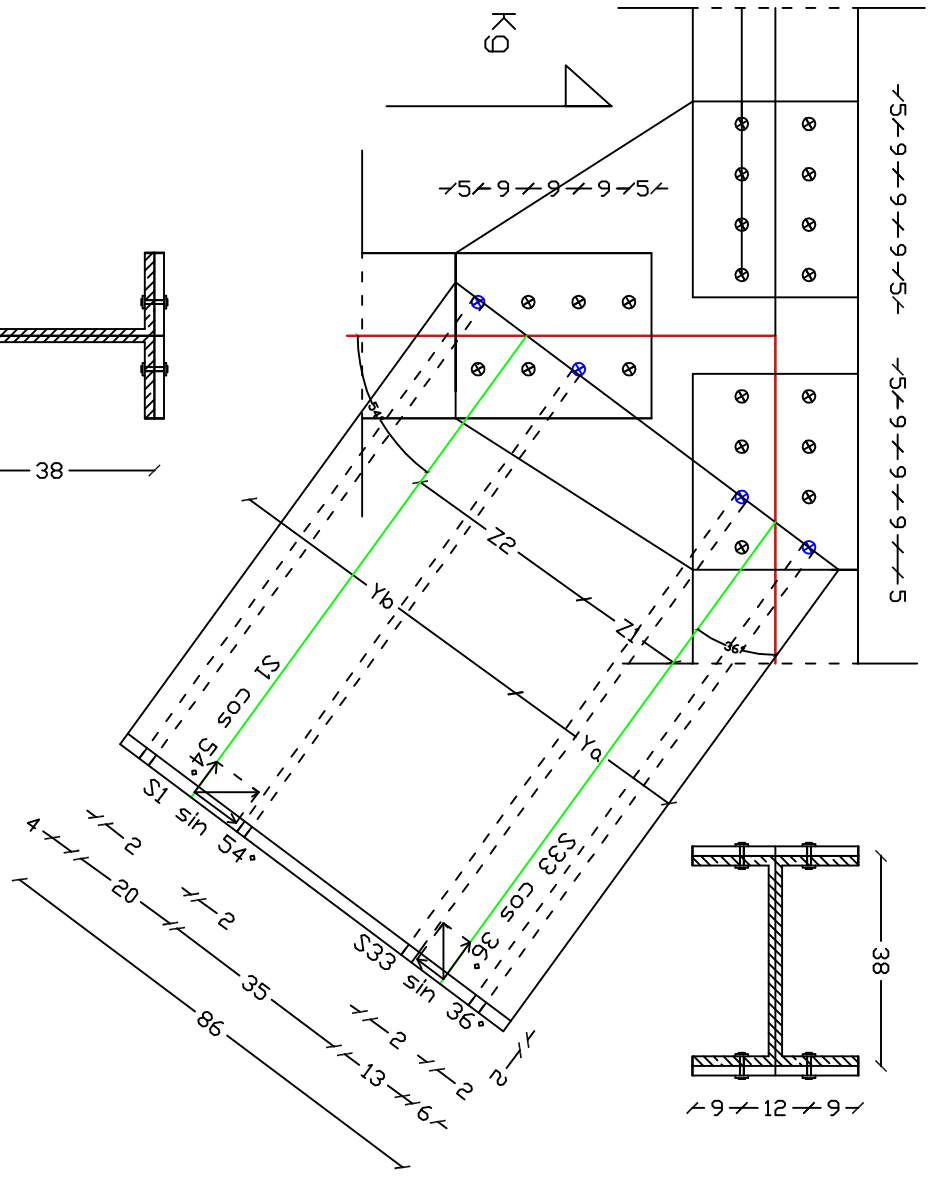 Kg
5 9 9 9 5
5 9 9 9 5
5 9 9 9 5
38
54°
Z2
Z1
36°
Yb
Ya
S1 cos 54°
S1 sin 54°
S33 cos 36°
S33 sin 36°
4 2 20 2 35 2 13 2 6
2
86
38
9 12 9